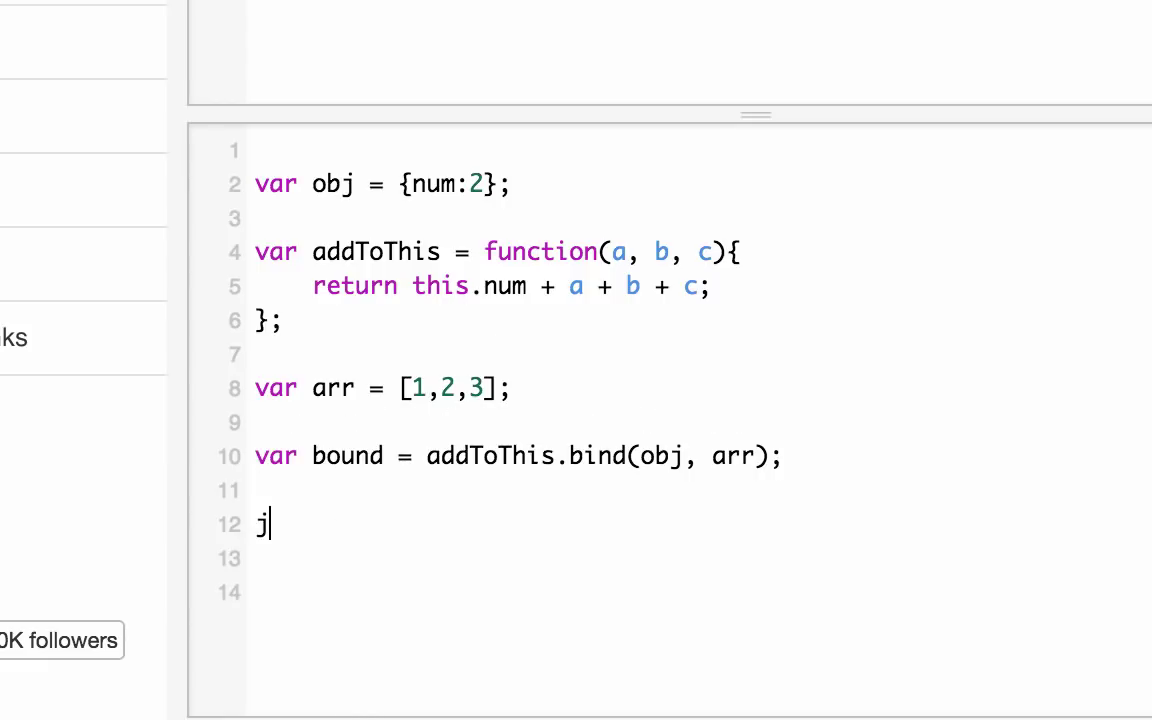 1
2 var obj = {num:2};
3
4 var addToThis = function(a, b, c){
5     return this.num + a + b + c;
6 };
7
8 var arr = [1,2,3];
9
10 var bound = addToThis.bind(obj, arr);
11
12 j
13
14
ks
0K followers